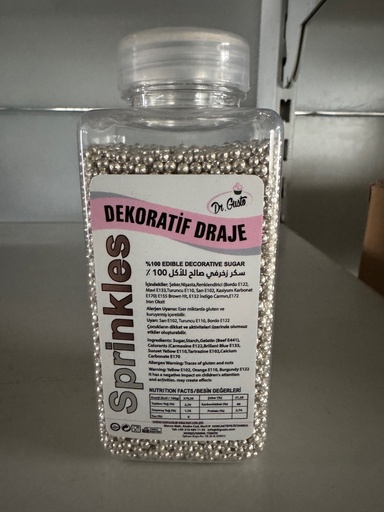 Dr. Gusto
DEKORATİF DRAJE
Sprinkles
%100 EDIBLE DECORATIVE SUGAR
سكر زخرفي صالح للأكل 100 ٪
İçindekiler: Şeker,Nişasta,Renklendirici (Bordo E122,
Mavi E133,Turuncu E110, Sarı E102, Kasiyum Karbonat
E170) E155 Brown Ht, E132 İndigo Carmın,E172
Iron Oksit
Alerjen Uyarısı: Eser miktarda gluten ve
kuruyemiş içerebilir.
Uyarı: Sarı E102, Turuncu E110, Bordo E122
Çocukların dikkat ve aktiviteleri üzerinde olumsuz
etkiler oluşturabilir.
Ingredients: Sugar,Starch,Gelatin (Beef E441),
Colorants (Carmosine E122,Brillant Blue E133,
Sunset Yellow E110,Tartrazine E102,Calcium
Carbonate E170
Allergen Warning: Traces of gluten and nuts
Warning: Yellow E102, Orange E110, Burgundy E122
It has a negative impact on children's attention
and activities. may create effects
NUTRITION FACTS/BESİN DEĞERLERİ